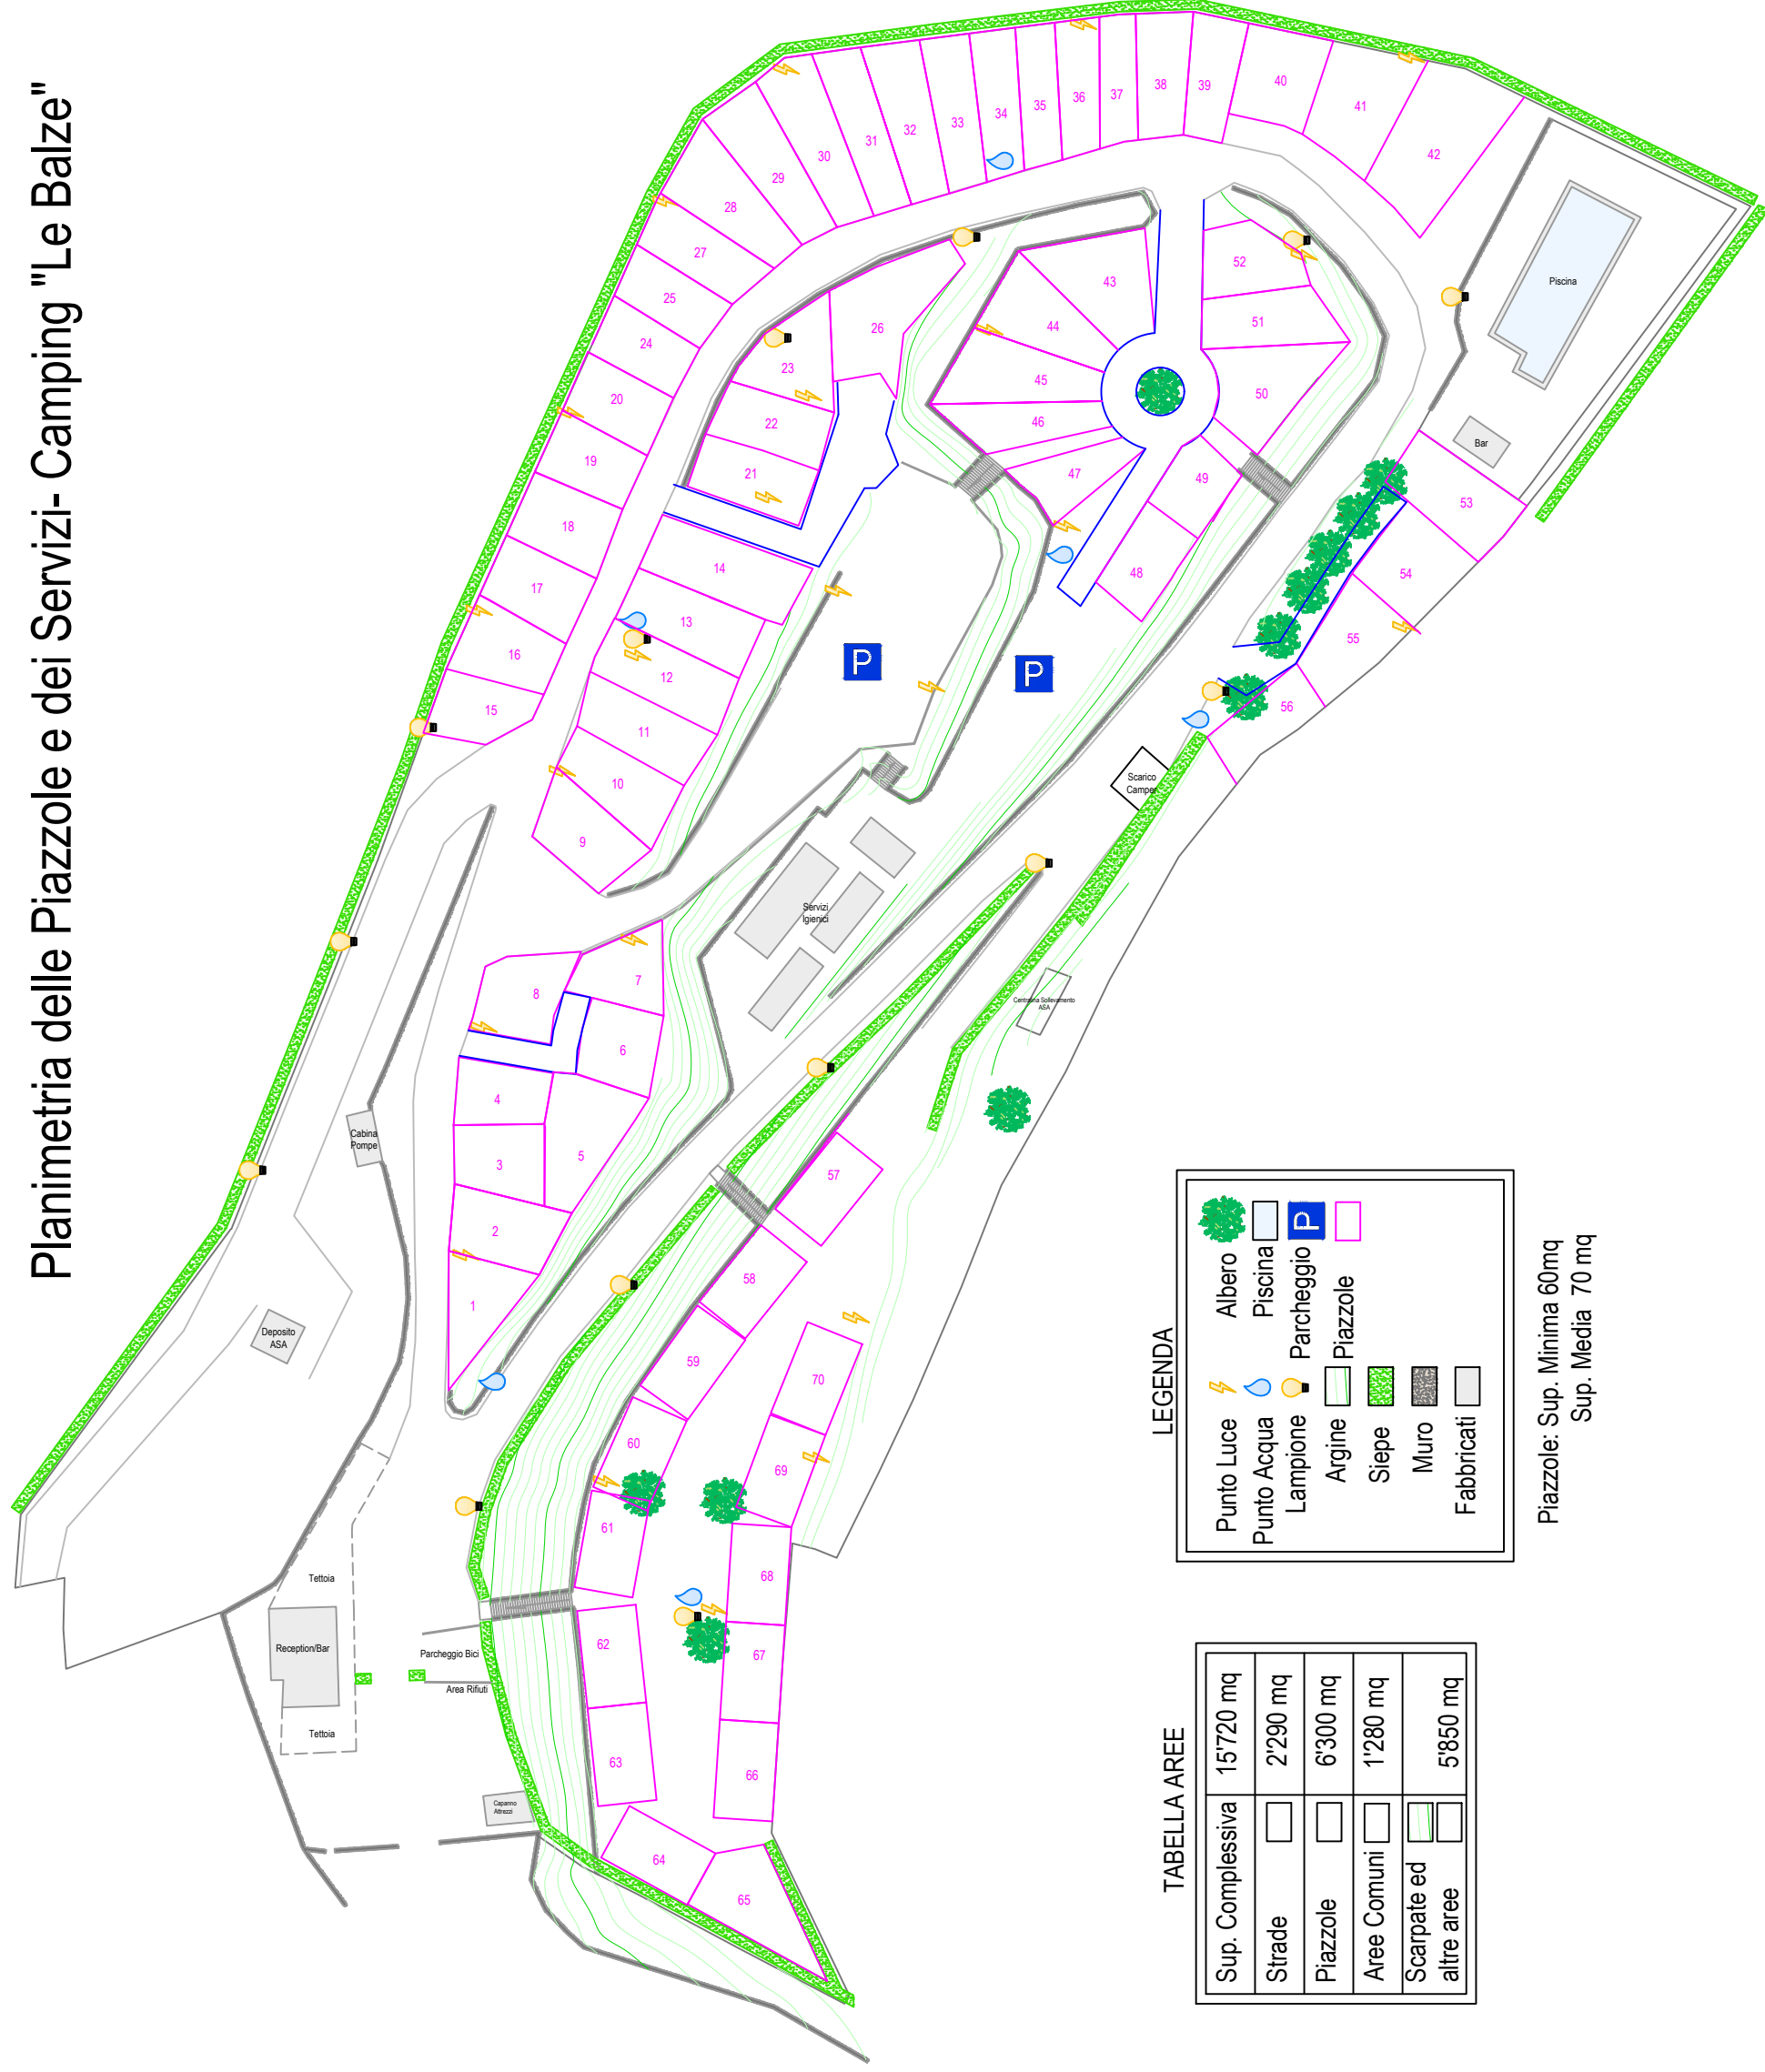 Planimetria delle Piazzole e dei Servizi- Camping "Le Balze"
40
39
38
37
36
35
34
33
32
31
30
29
28
27
25
24
20
19
18
17
16
15
41
42
43
44
45
46
47
48
49
50
51
52
26
23
22
21
14
13
12
11
10
9
P
P
Piscina
Bar
53
54
55
56
Scarico
Camper
Servizi
Igienici
Centralina Sollevamento
ASA
8
7
6
5
4
3
2
1
Cabina
Pompe
Deposito
ASA
Tettoia
Reception/Bar
Tettoia
Parcheggio Bici
Area Rifiuti
Capanno
Attrezzi
57
58
59
60
61
62
63
64
65
66
67
68
69
70
LEGENDA
Punto Luce
Albero
Punto Acqua
Piscina
Lampione
Parcheggio
P
Argine
Piazzole
Siepe
Muro
Fabbricati
Piazzole: Sup. Minima 60mq
Sup. Media 70 mq
TABELLA AREE
Sup. Complessiva 15'720 mq
Strade 2'290 mq
Piazzole 6'300 mq
Aree Comuni 1'280 mq
Scarpate ed
altre aree 5'850 mq